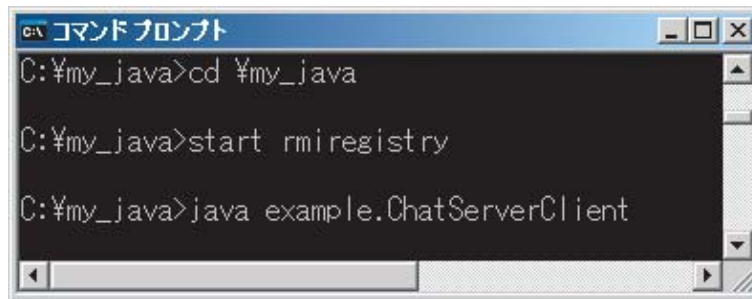 コマンド プロンプト
C:¥my_java>cd ¥my_java
C:¥my_java>start rmiregistry
C:¥my_java>java example.ChatServerClient